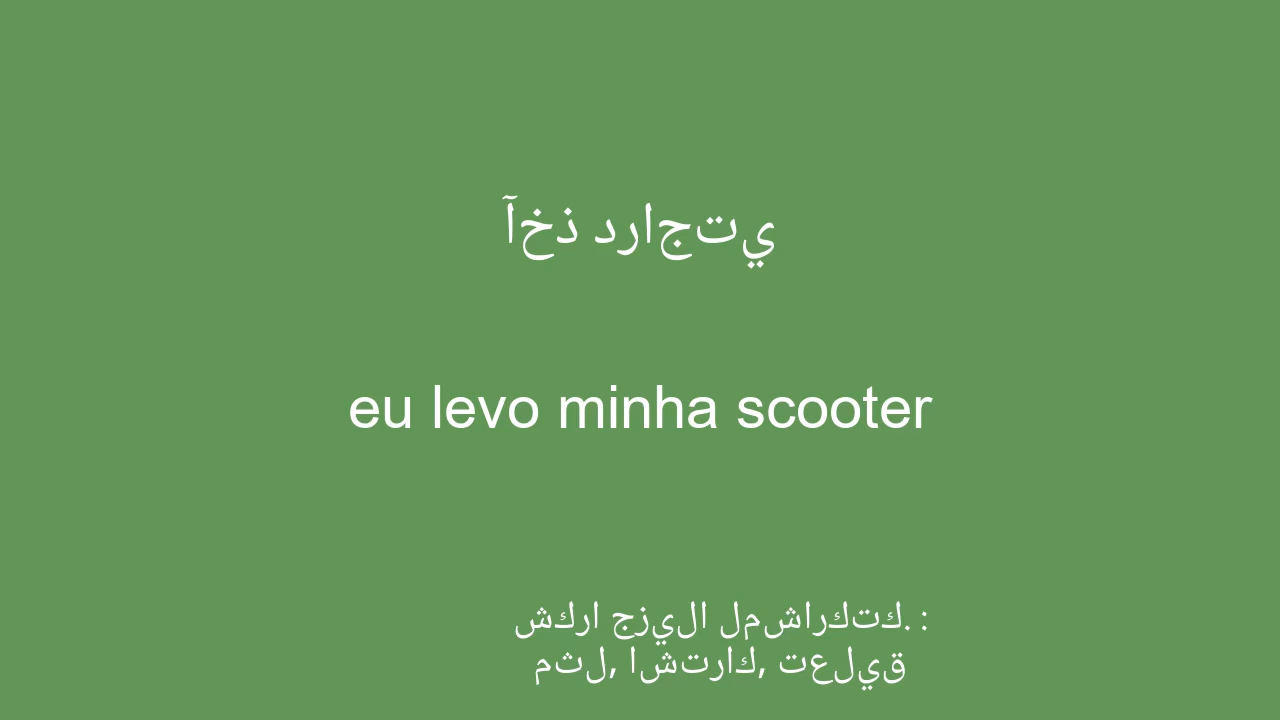 آخذ دراجتي
eu levo minha scooter
شكرا جزيلا لمشاركتك. :
مثل, اشتراك, تعليق